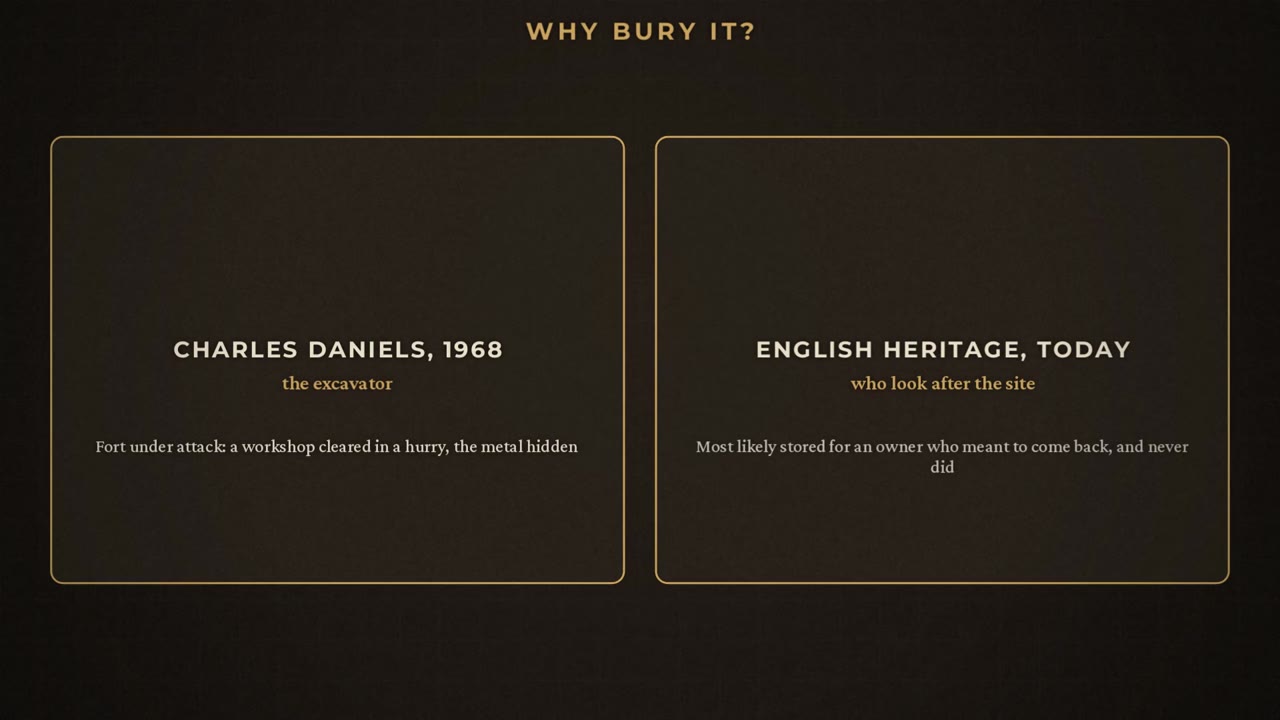 WHY BURY IT?
CHARLES DANIELS, 1968
the excavator
Fort under attack: a workshop cleared in a hurry, the metal hidden
ENGLISH HERITAGE, TODAY
who look after the site
Most likely stored for an owner who meant to come back, and never
did